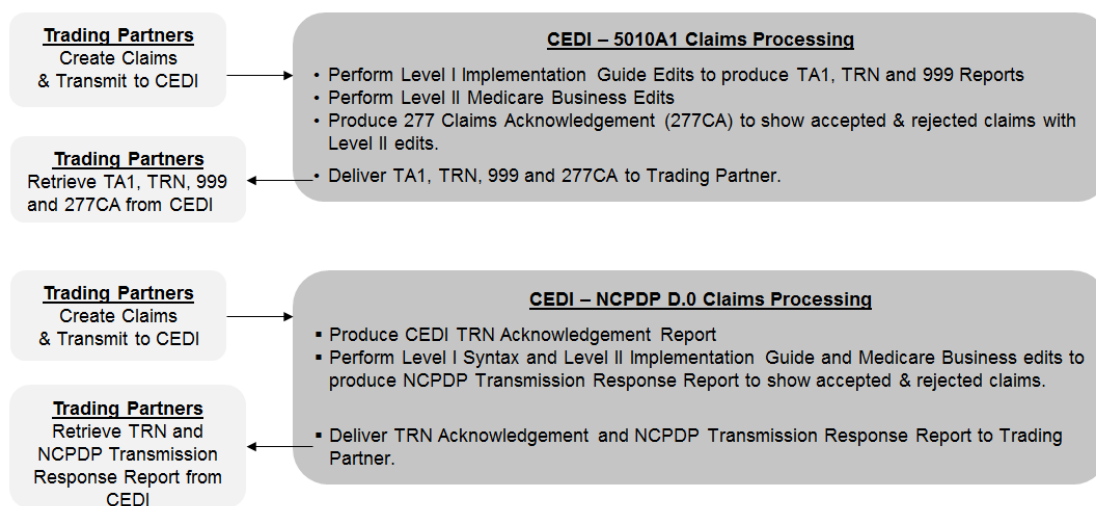 Trading Partners
Create Claims
& Transmit to CEDI
CEDI – 5010A1 Claims Processing
• Perform Level I Implementation Guide Edits to produce TA1, TRN and 999 Reports
• Perform Level II Medicare Business Edits
• Produce 277 Claims Acknowledgement (277CA) to show accepted & rejected claims with
Level II edits.
• Deliver TA1, TRN, 999 and 277CA to Trading Partner.
Trading Partners
Retrieve TA1, TRN, 999
and 277CA from CEDI
Trading Partners
Create Claims
& Transmit to CEDI
CEDI – NCPDP D.0 Claims Processing
▪ Produce CEDI TRN Acknowledgement Report
▪ Perform Level I Syntax and Level II Implementation Guide and Medicare Business edits to
produce NCPDP Transmission Response Report to show accepted & rejected claims.
▪ Deliver TRN Acknowledgement and NCPDP Transmission Response Report to Trading
Partner.
Trading Partners
Retrieve TRN and
NCPDP Transmission
Response Report from
CEDI